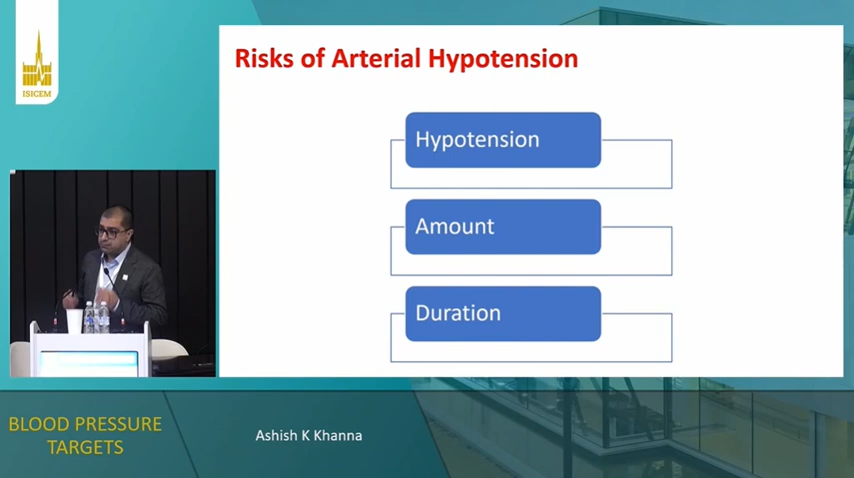 ISICEM
Risks of Arterial Hypotension
Hypotension
Amount
Duration
BLOOD PRESSURE
TARGETS
Ashish K Khanna